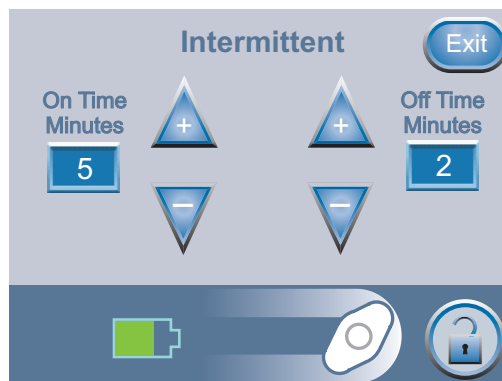 Intermittent
Exit
On Time
Minutes
5
+
−
+
−
Off Time
Minutes
2